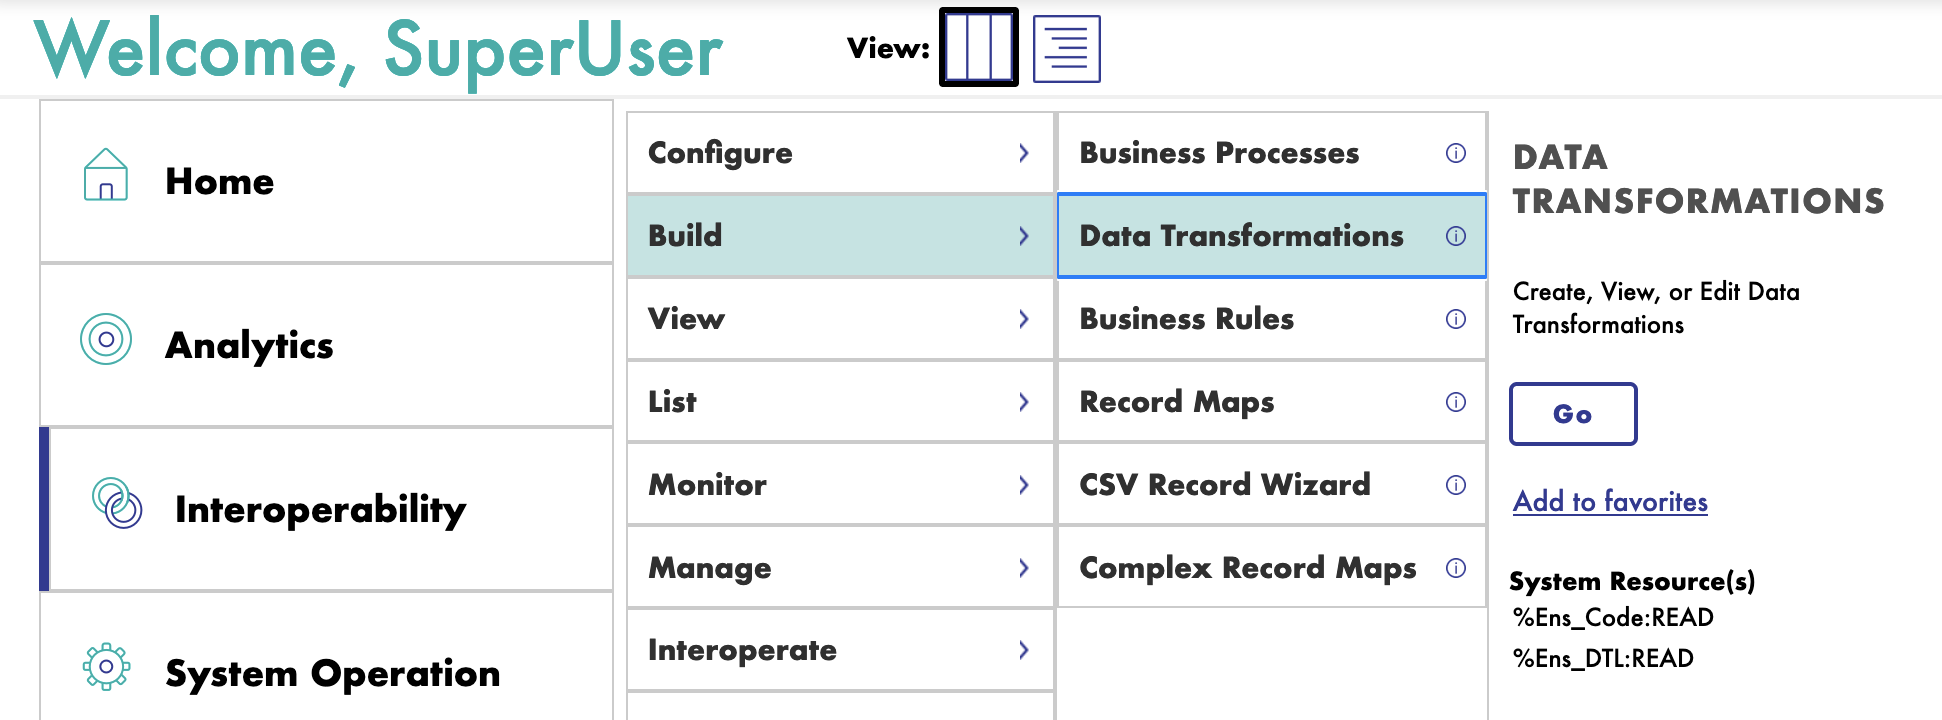 Welcome, SuperUser
View:
Home
Analytics
Interoperability
System Operation
Configure
Build
View
List
Monitor
Manage
Interoperate
Business Processes
Data Transformations
Business Rules
Record Maps
CSV Record Wizard
Complex Record Maps
DATA
TRANSFORMATIONS
Create, View, or Edit Data
Transformations
Go
Add to favorites
System Resource(s)
%Ens_Code:READ
%Ens_DTL:READ